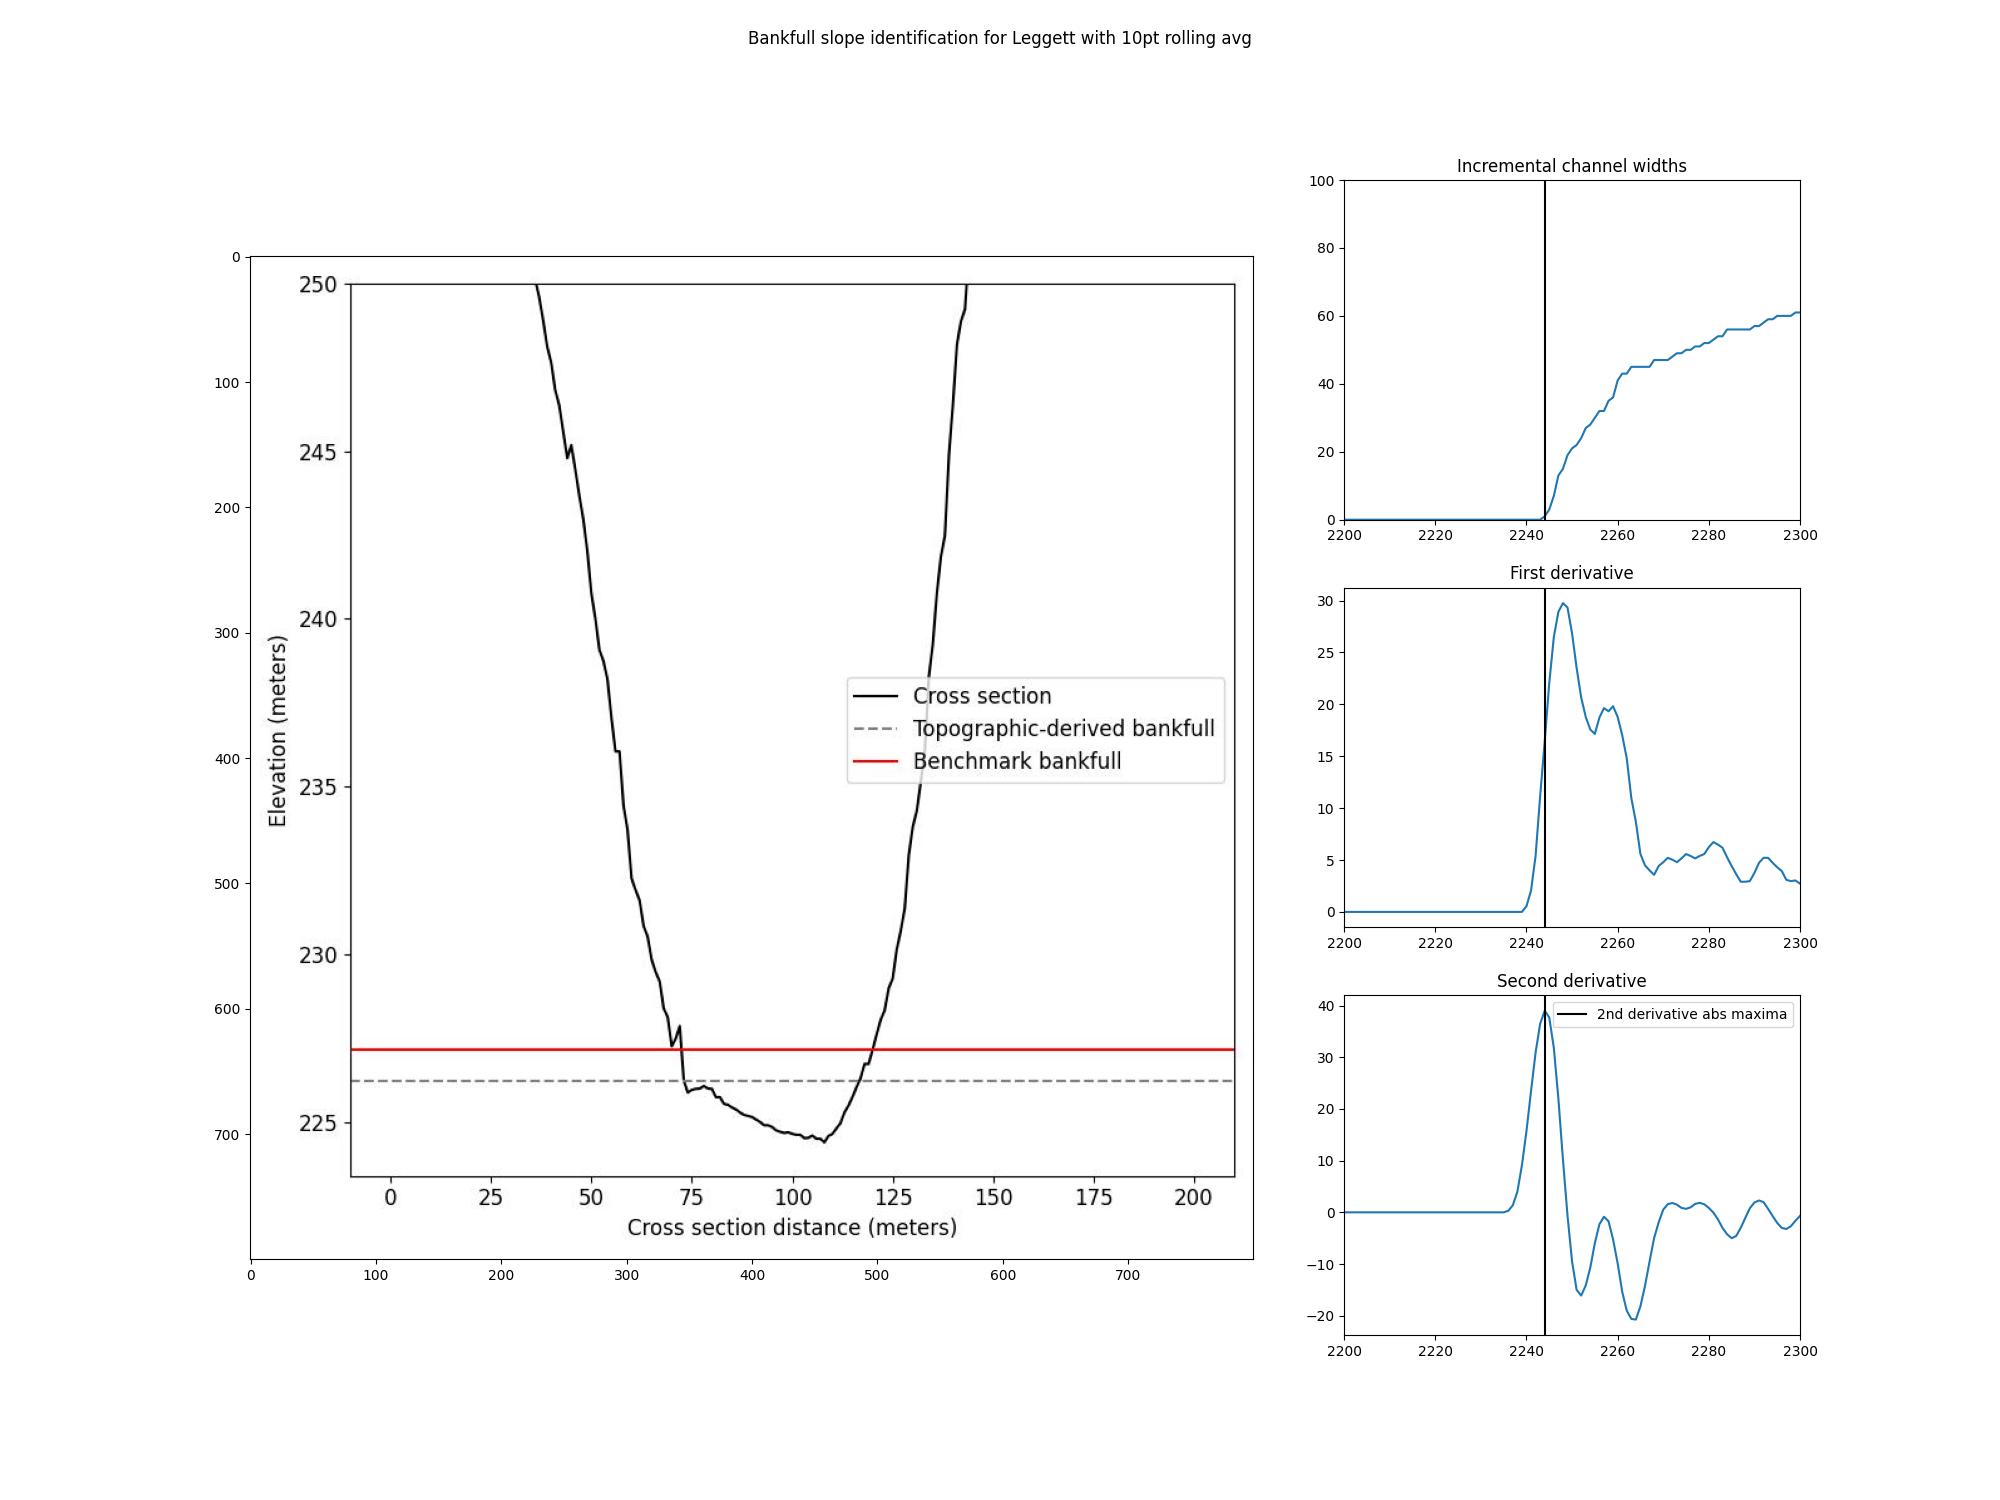 Bankfull slope identification for Leggett with 10pt rolling avg
0
100
200
300
400
500
600
700
250
245
240
235
230
225
Elevation (meters)
Cross section
Topographic-derived bankfull
Benchmark bankfull
0 25 50 75 100 125 150 175 200
Cross section distance (meters)
0 100 200 300 400 500 600 700
Incremental channel widths
100
80
60
40
20
0
2200 2220 2240 2260 2280 2300
First derivative
30
25
20
15
10
5
0
2200 2220 2240 2260 2280 2300
Second derivative
2nd derivative abs maxima
40
30
20
10
0
−10
−20
2200 2220 2240 2260 2280 2300